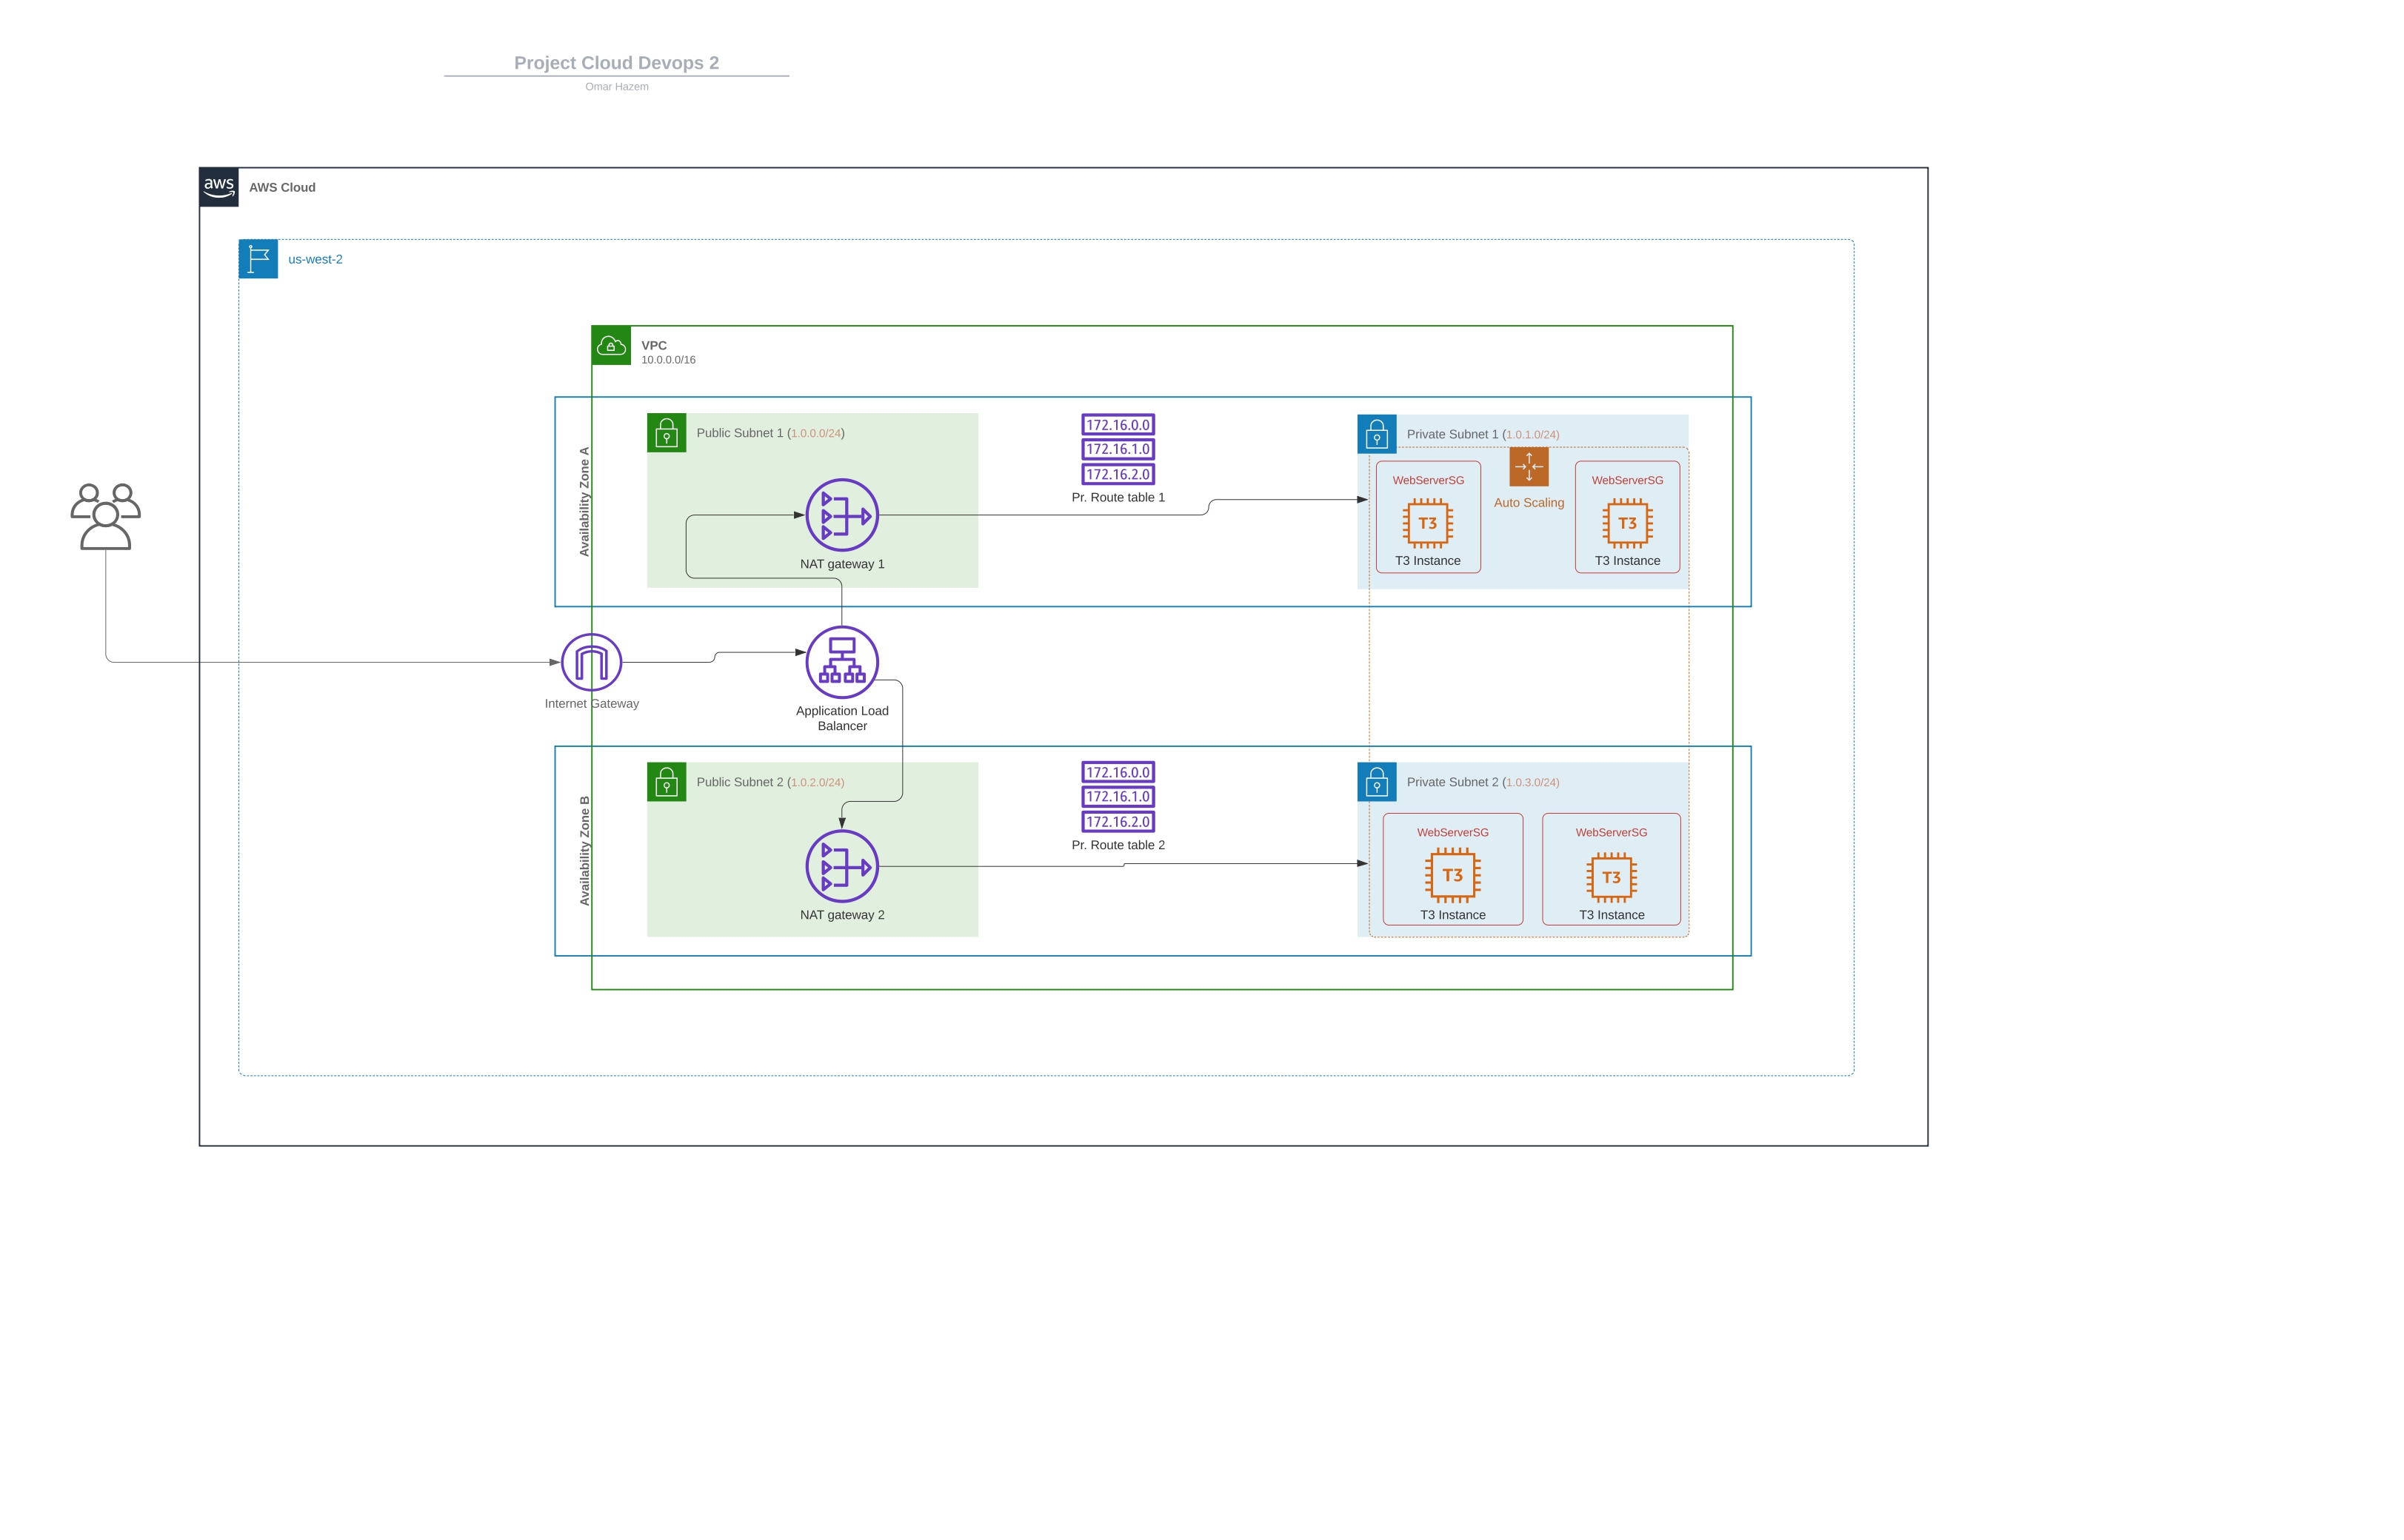 Project Cloud Devops 2
Omar Hazem
aws
AWS Cloud
us-west-2
VPC
10.0.0.0/16
Availability Zone A
Public Subnet 1 (1.0.0.0/24)
NAT gateway 1
172.16.0.0
172.16.1.0
172.16.2.0
Pr. Route table 1
Private Subnet 1 (1.0.1.0/24)
WebServerSG
T3
T3 Instance
Auto Scaling
WebServerSG
T3
T3 Instance
Internet Gateway
Application Load
Balancer
Availability Zone B
Public Subnet 2 (1.0.2.0/24)
NAT gateway 2
172.16.0.0
172.16.1.0
172.16.2.0
Pr. Route table 2
Private Subnet 2 (1.0.3.0/24)
WebServerSG
T3
T3 Instance
WebServerSG
T3
T3 Instance